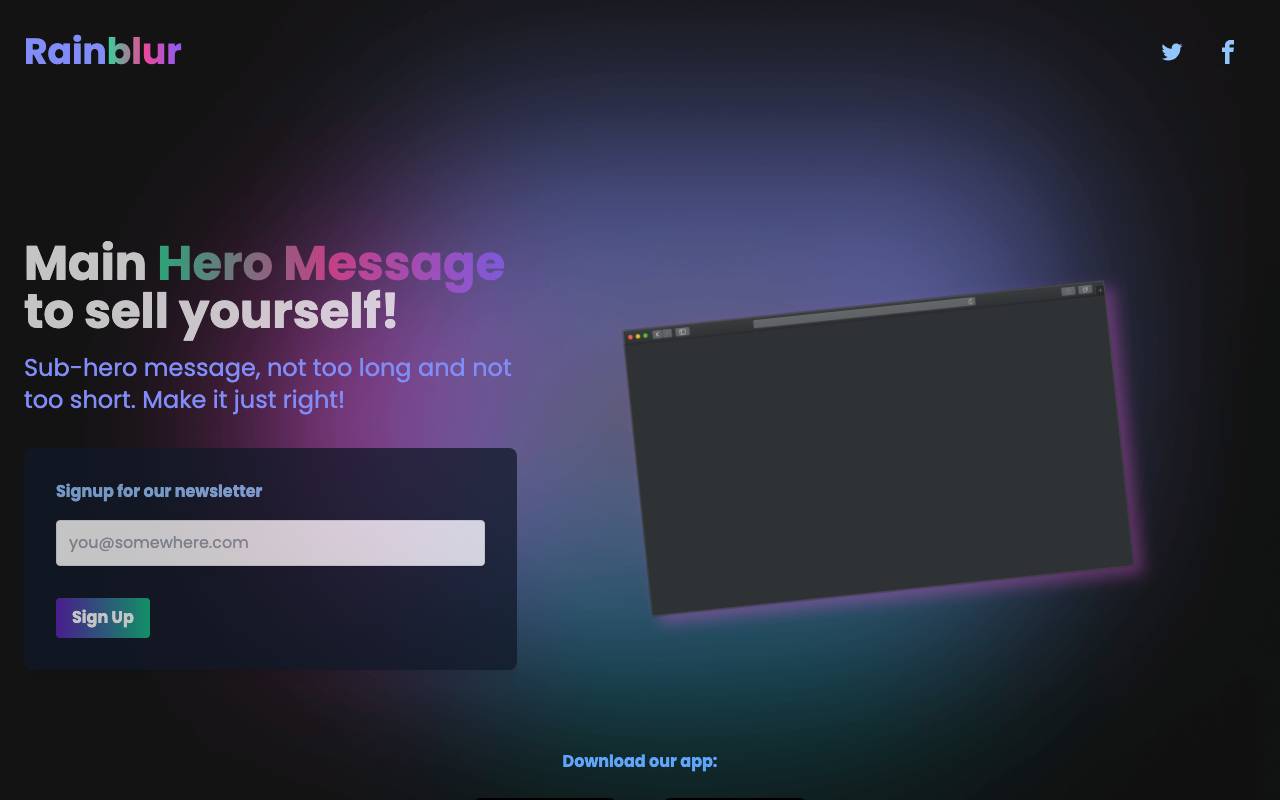 Rainblur
Main Hero Message
to sell yourself!
Sub-hero message, not too long and not
too short. Make it just right!
Signup for our newsletter
you@somewhere.com
Sign Up
Download our app: